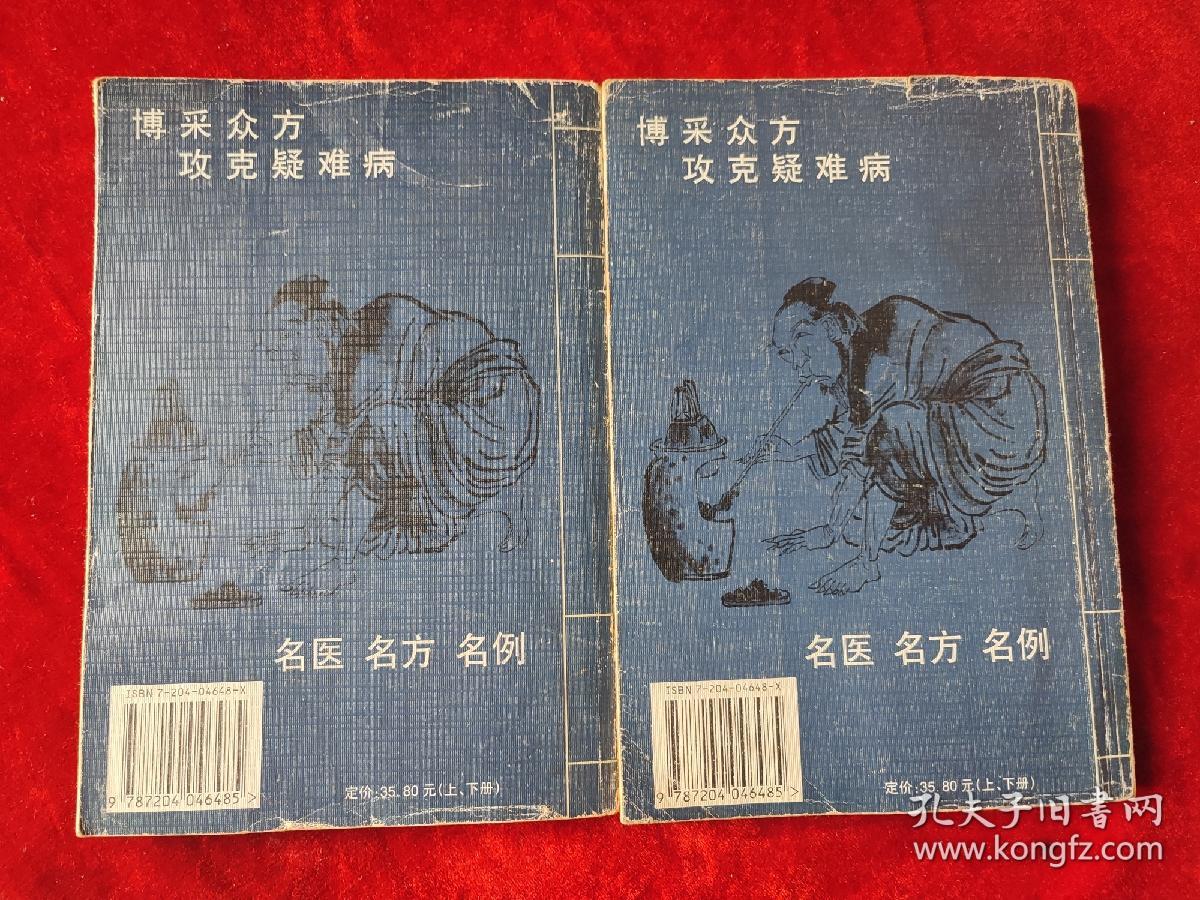 博采众方
攻克疑难病
名医 名方 名例
ISBN 7-204-04648-X
9 787204 046485 >
定价:35.80元(上、下册)
博采众方
攻克疑难病
名医 名方 名例
ISBN 7-204-04648-X
9 787204 046485 >
定价:35.80元(上、下册)
孔夫子旧書网
www.kongfz.com